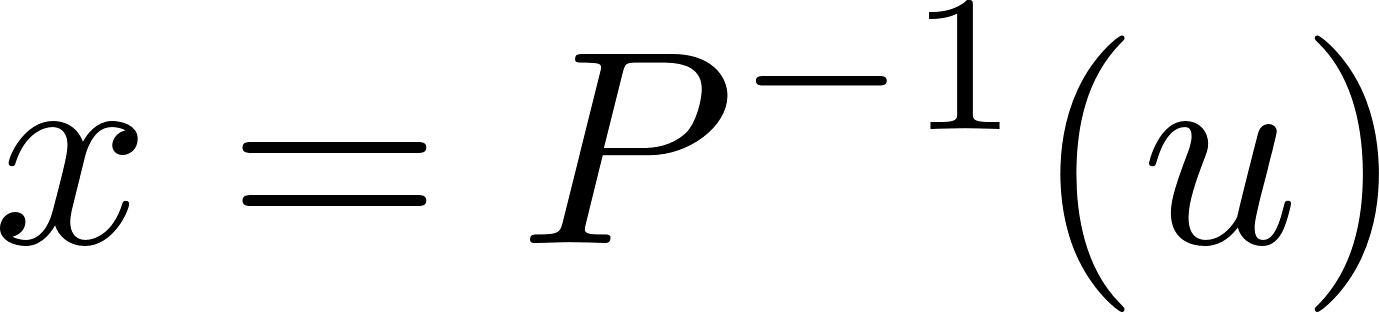 x = P⁻¹(u)